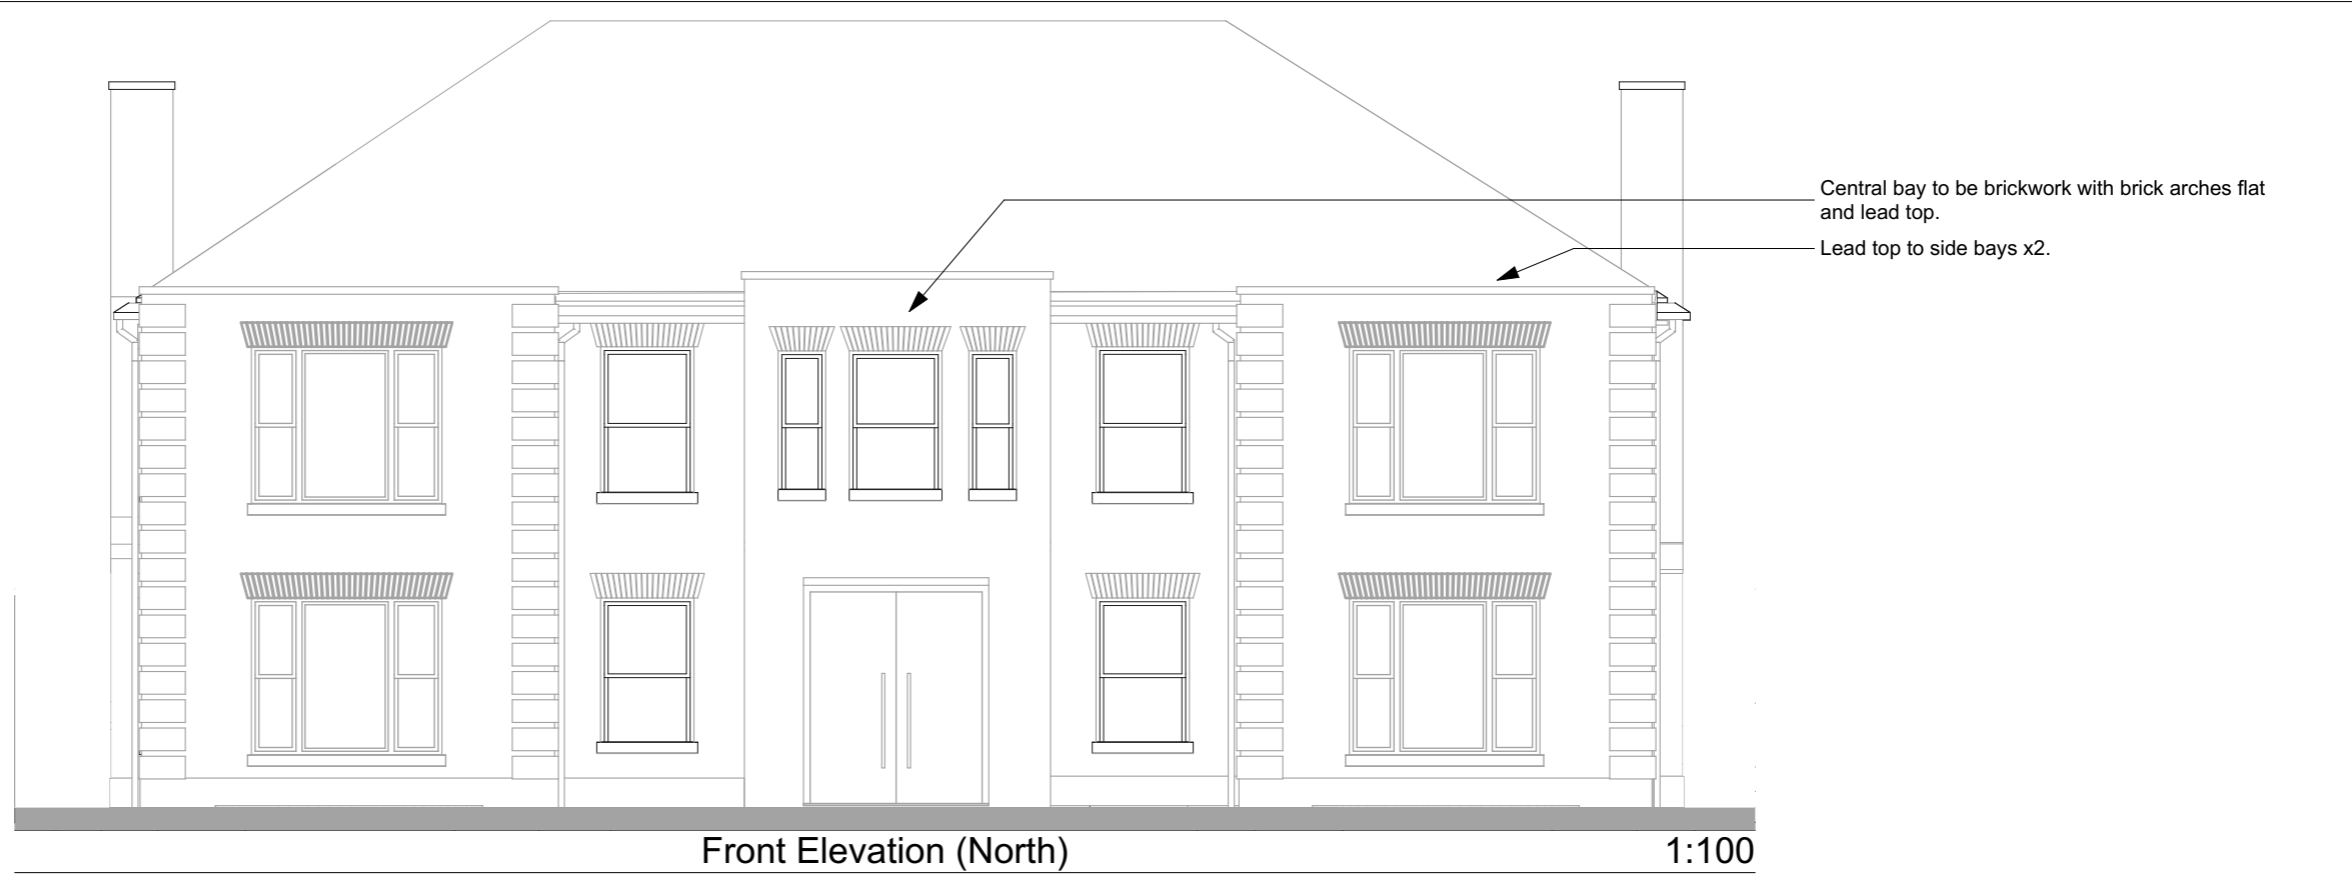 Central bay to be brickwork with brick arches flat
and lead top.
Lead top to side bays x2.
Front Elevation (North)
1:100